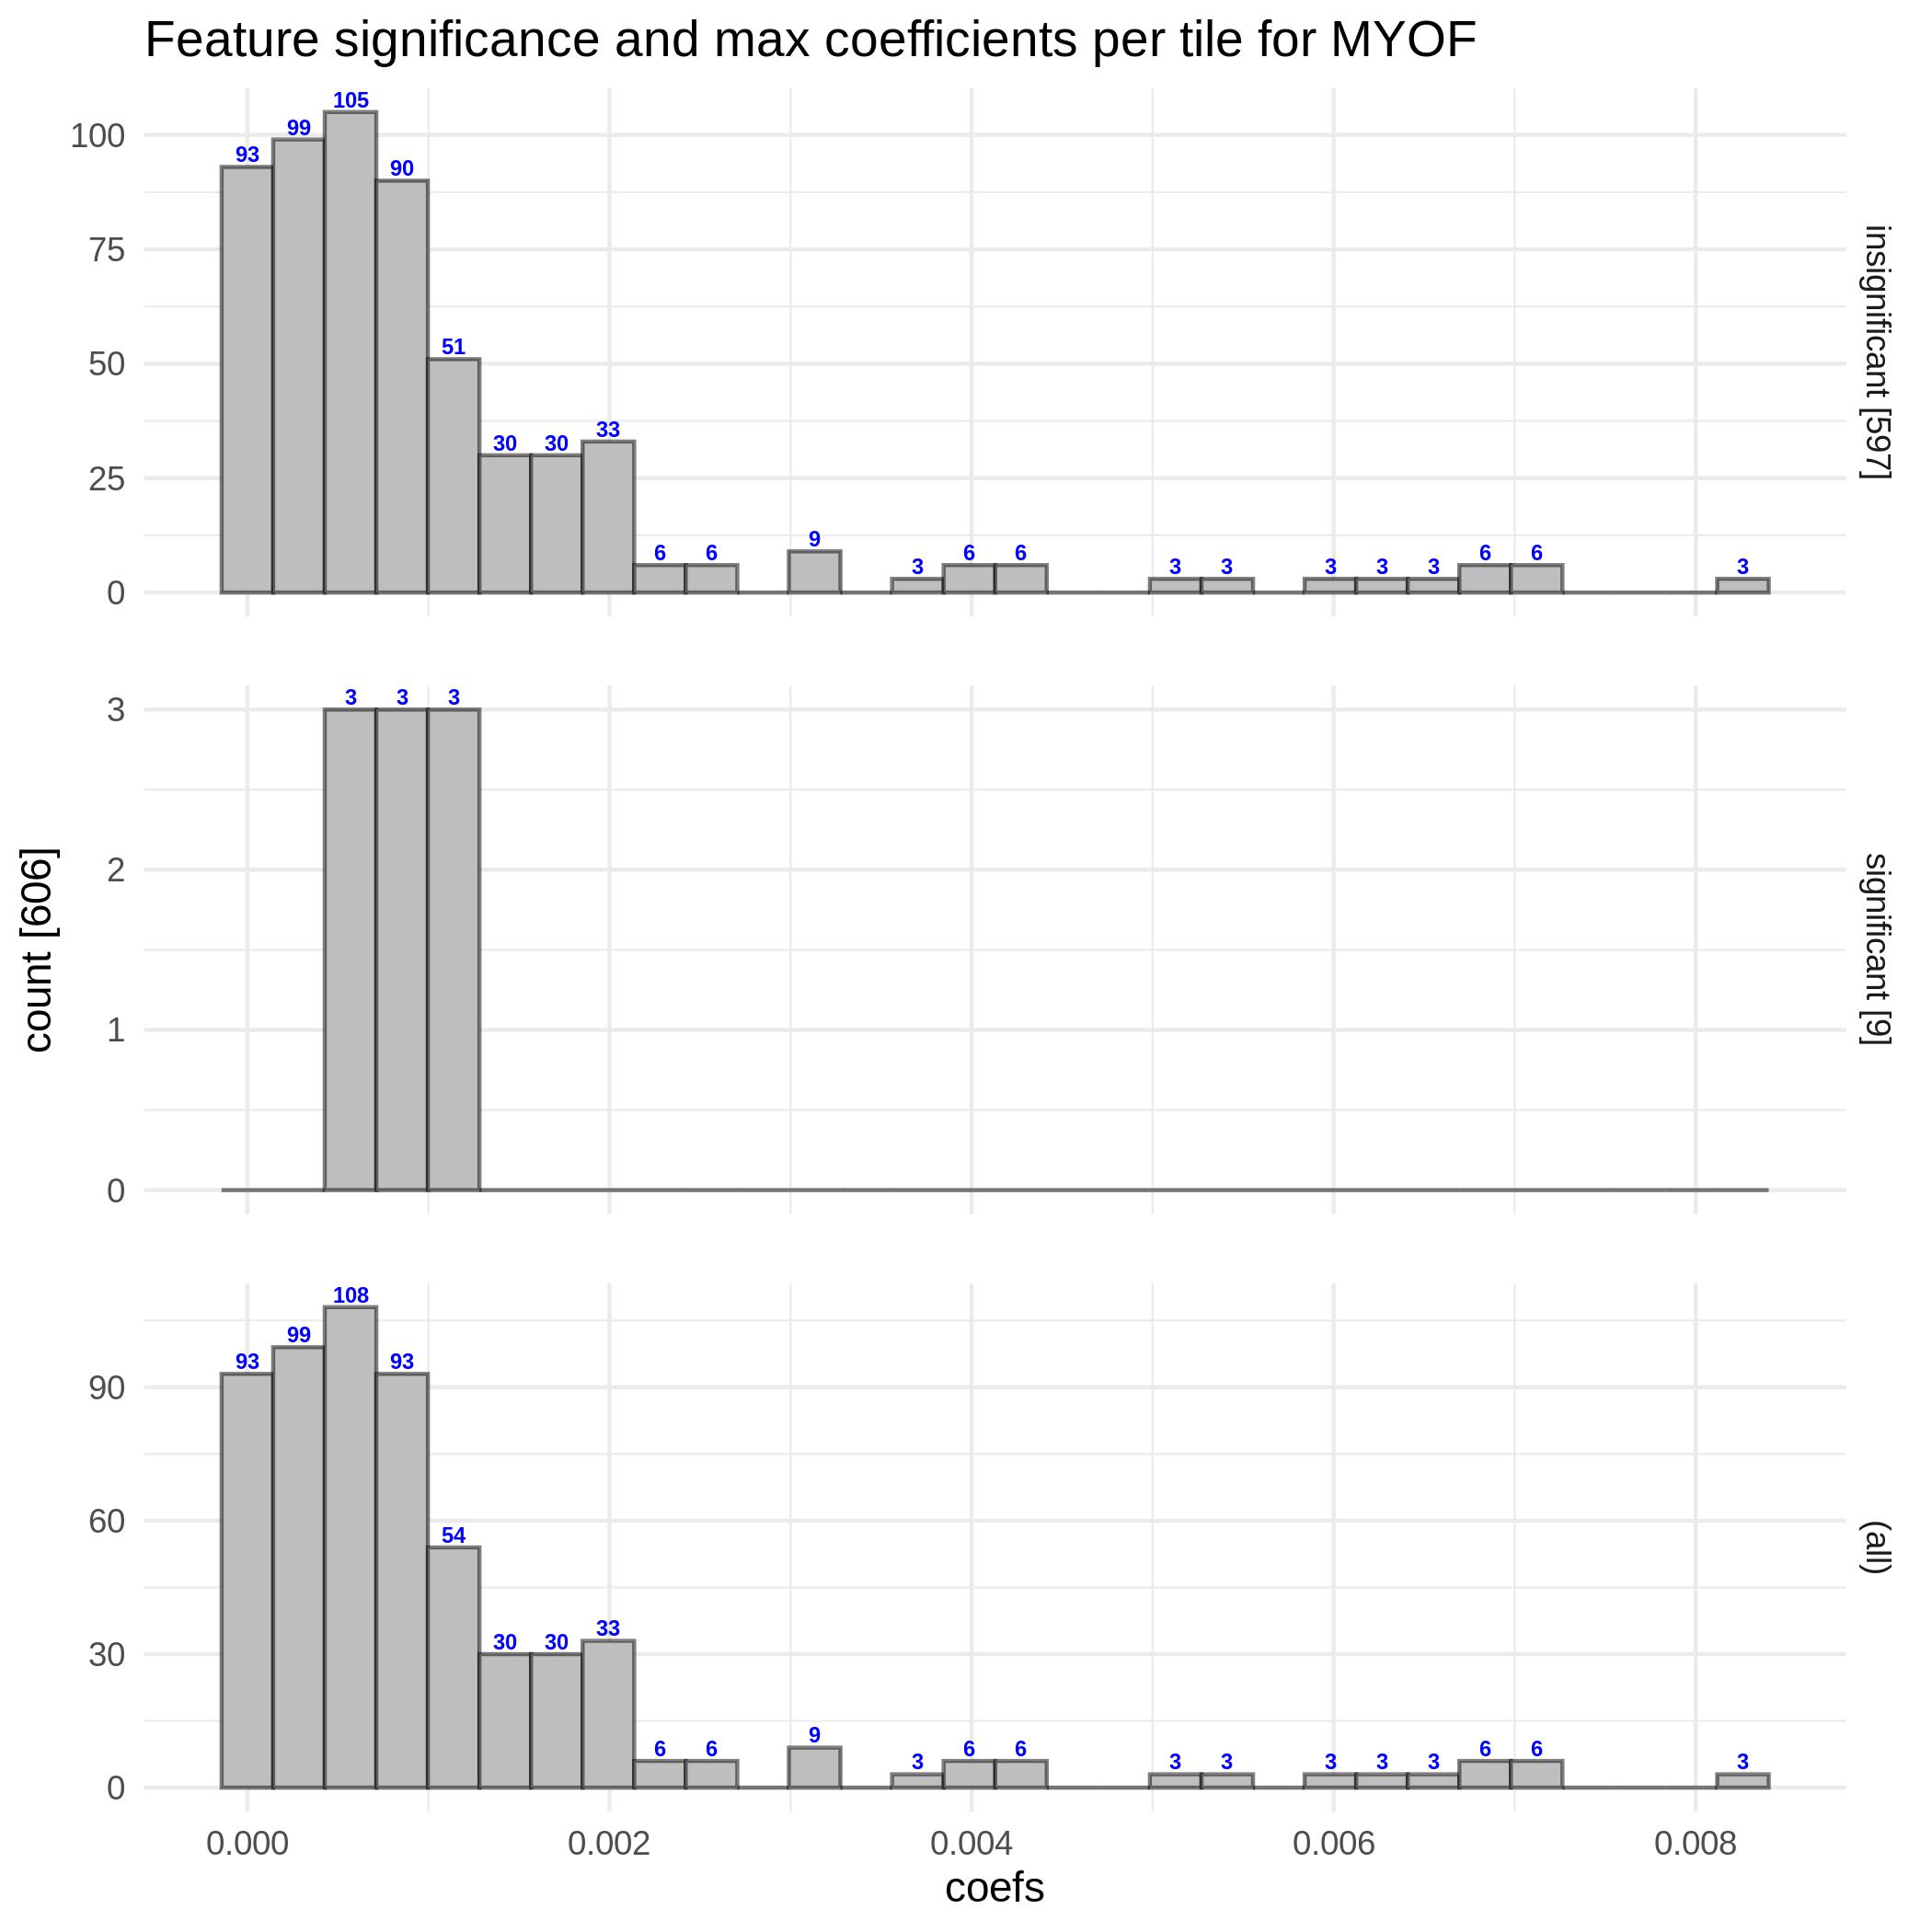 Feature significance and max coefficients per tile for MYOF
105
99
93
90
51
30 30 33
6 6 9 3 6 6 3 3 3 3 3 6 6 3
100
75
50
25
0
insignificant [597]
3 3 3
3
2
1
0
significant [9]
count [606]
108
99
93 93
54
30 30 33
6 6 9 3 6 6 3 3 3 3 3 6 6 3
90
60
30
0
(all)
0.000 0.002 0.004 0.006 0.008
coefs